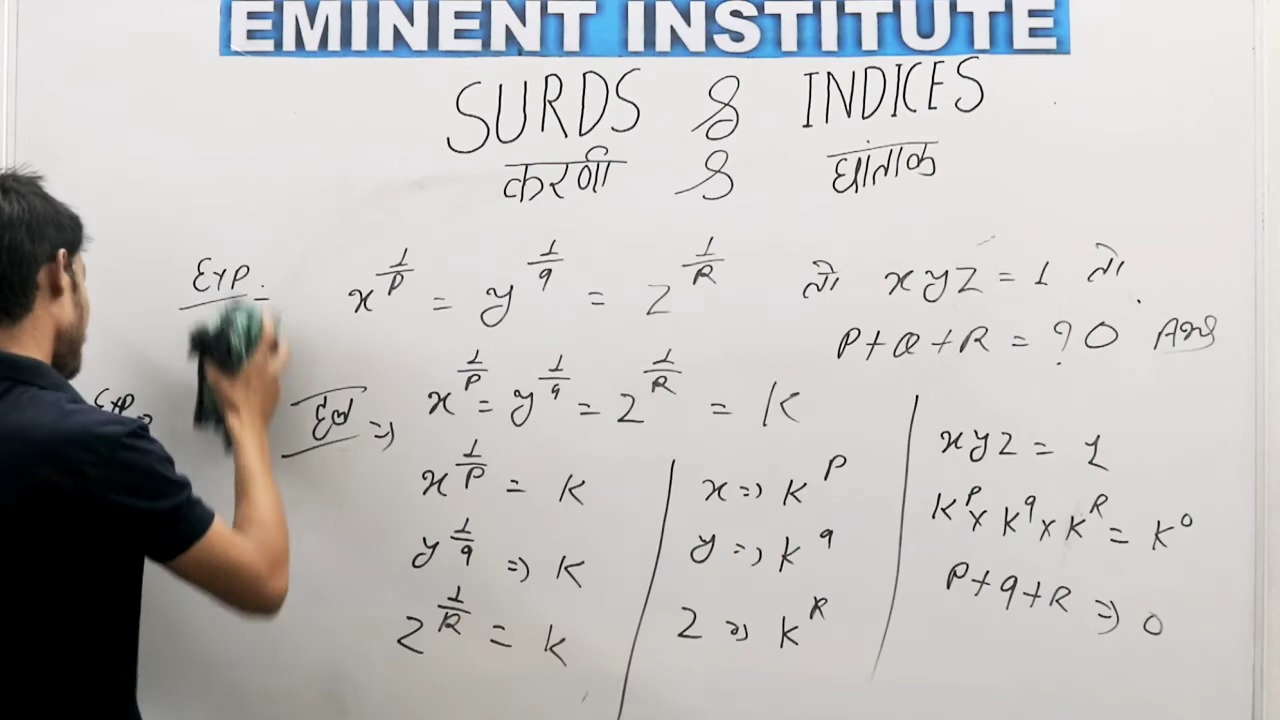 EMINENT INSTITUTE
SURDS & INDICES
करणी & घांताक
EXP:- x^1/P = y^1/q = z^1/R तो xyz = 1 तो
P+Q+R = ? 0 Ans
EXP
हल => x^1/P = y^1/q = z^1/R = K
x^1/P = K
y^1/q => K
z^1/R = K
x => K^P
y => K^q
z => K^R
xyz = 1
K^P x K^q x K^R = K^0
P+q+R => 0